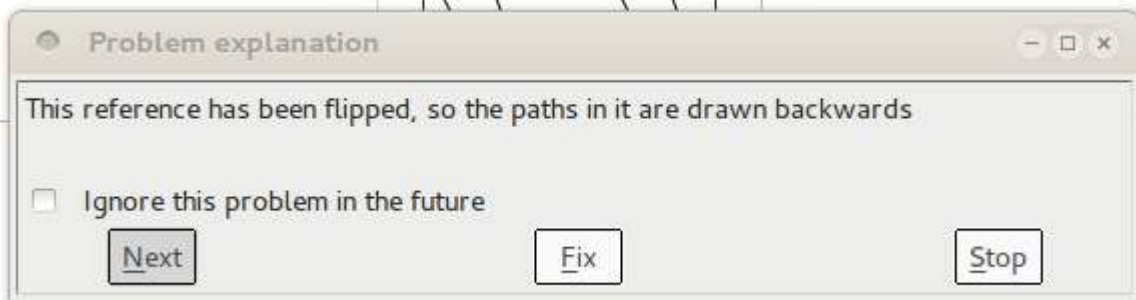 Problem explanation
This reference has been flipped, so the paths in it are drawn backwards
Ignore this problem in the future
Next Fix Stop